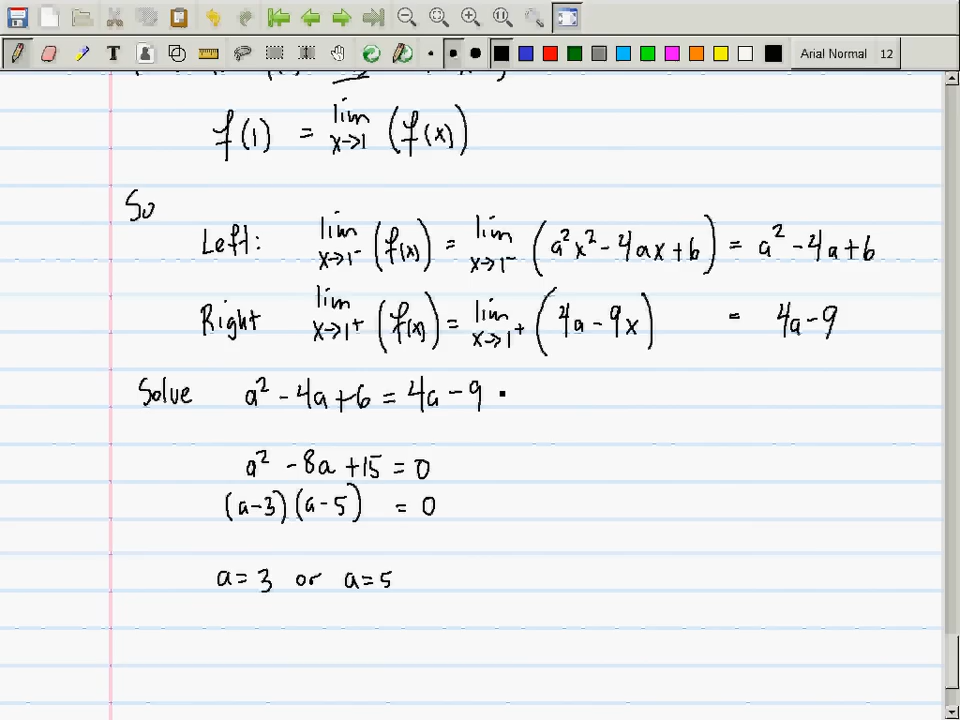 Arial Normal 12
f(1) = lim x→1 (f(x))
So
Left: lim x→1⁻ (f(x)) = lim x→1⁻ (a²x² - 4ax + 6) = a² - 4a + 6
Right lim x→1⁺ (f(x)) = lim x→1⁺ (4a - 9x) = 4a - 9
Solve a² - 4a + 6 = 4a - 9
a² - 8a + 15 = 0
(a - 3)(a - 5) = 0
a = 3 or a = 5